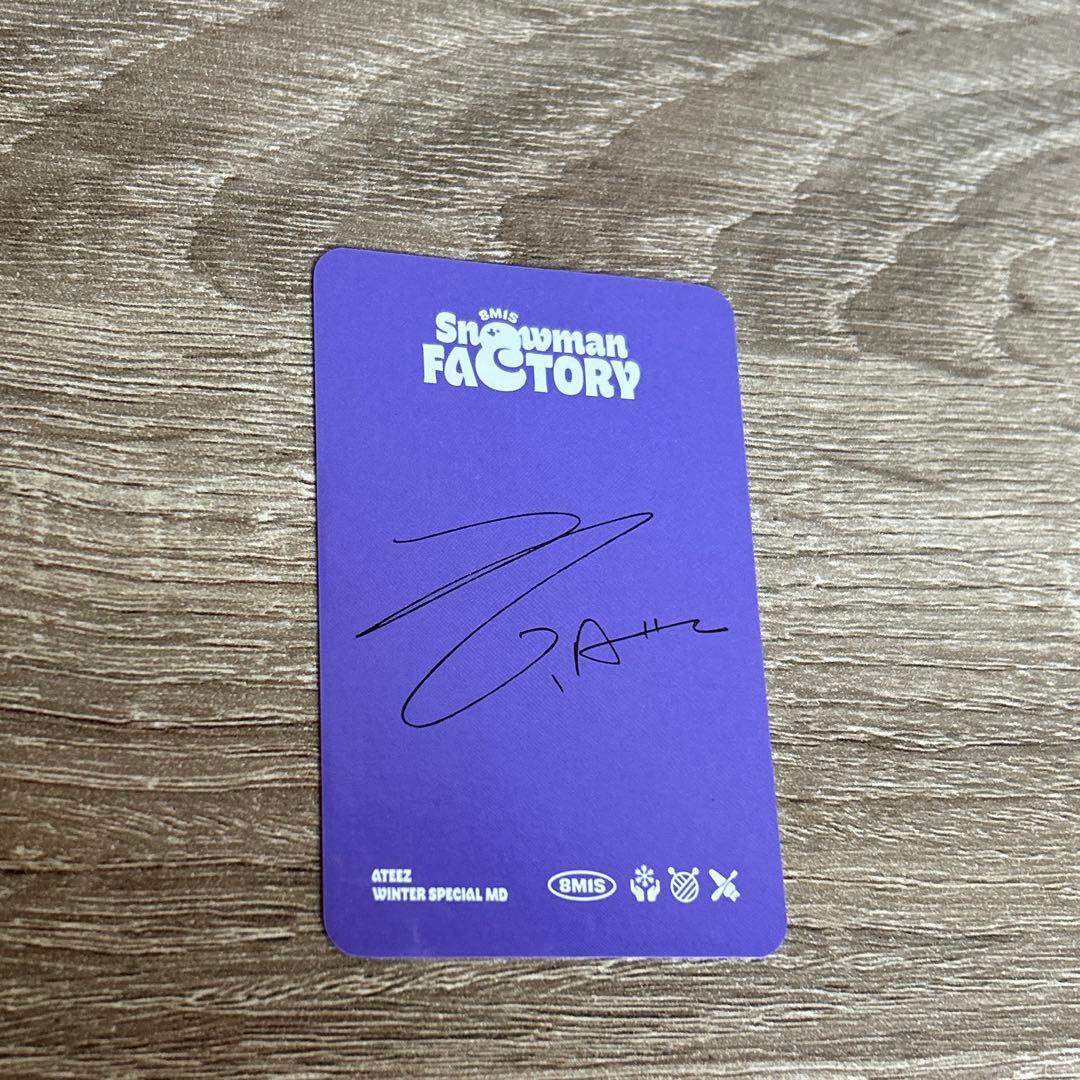 8MIS
Snowman
FACTORY
ATEEZ
WINTER SPECIAL MD
8MIS